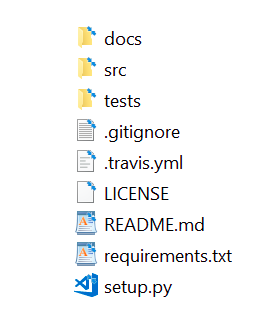 docs
src
tests
.gitignore
.travis.yml
LICENSE
README.md
requirements.txt
setup.py